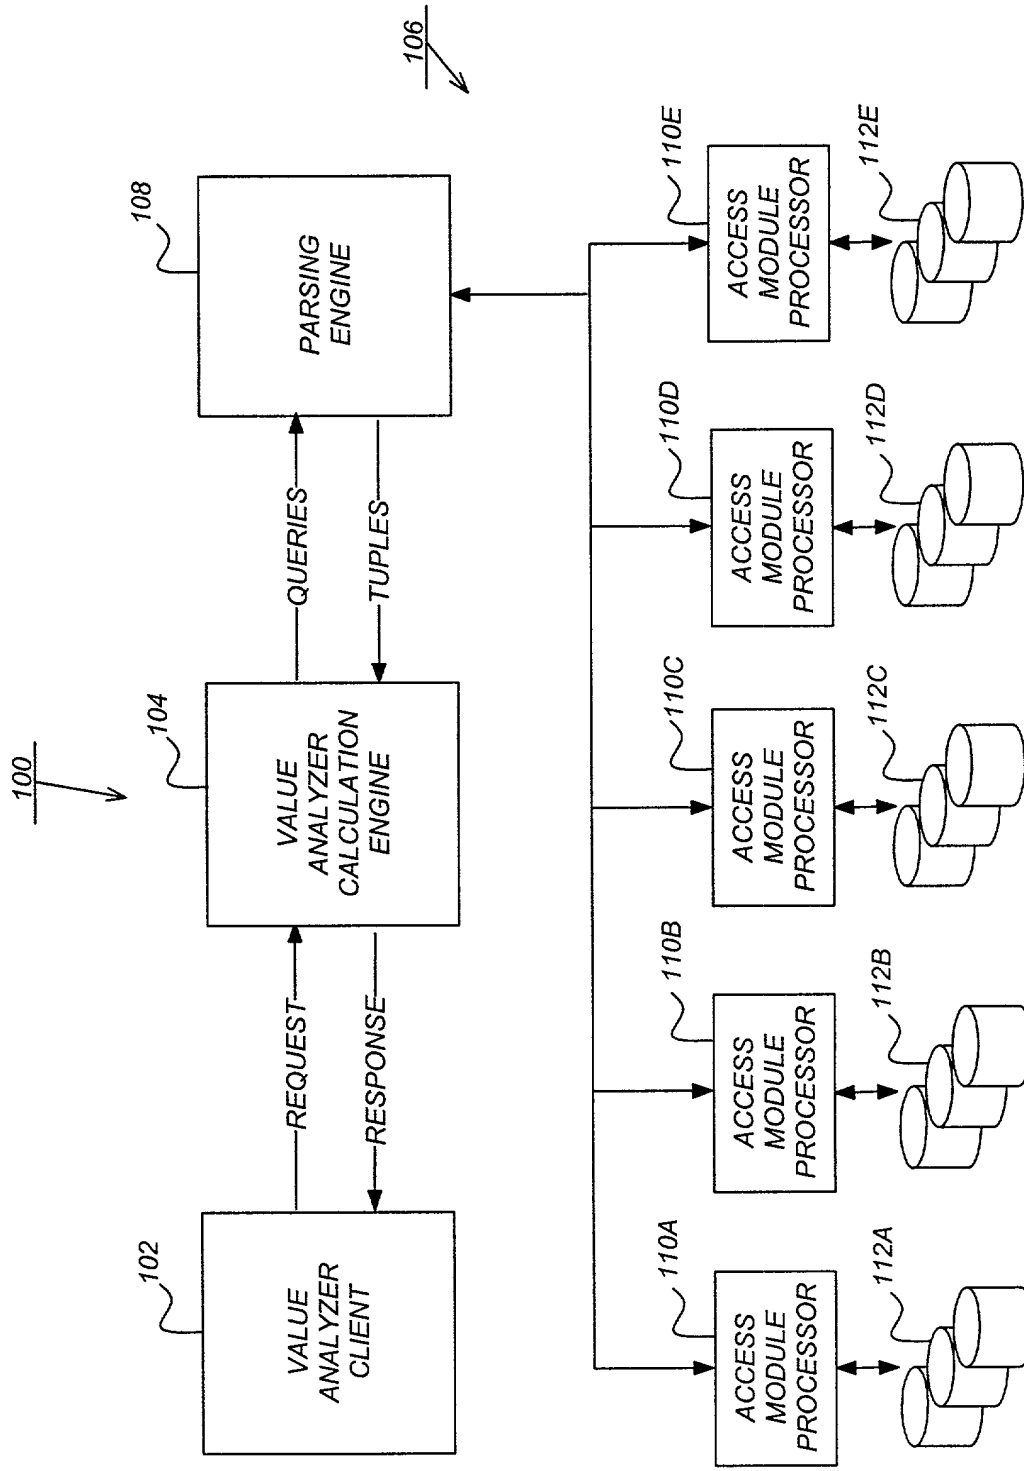 100
106
102
VALUE
ANALYZER
CLIENT
REQUEST
RESPONSE
104
VALUE
ANALYZER
CALCULATION
ENGINE
QUERIES
TUPLES
108
PARSING
ENGINE
110A
ACCESS
MODULE
PROCESSOR
112A
110B
ACCESS
MODULE
PROCESSOR
112B
110C
ACCESS
MODULE
PROCESSOR
112C
110D
ACCESS
MODULE
PROCESSOR
112D
110E
ACCESS
MODULE
PROCESSOR
112E